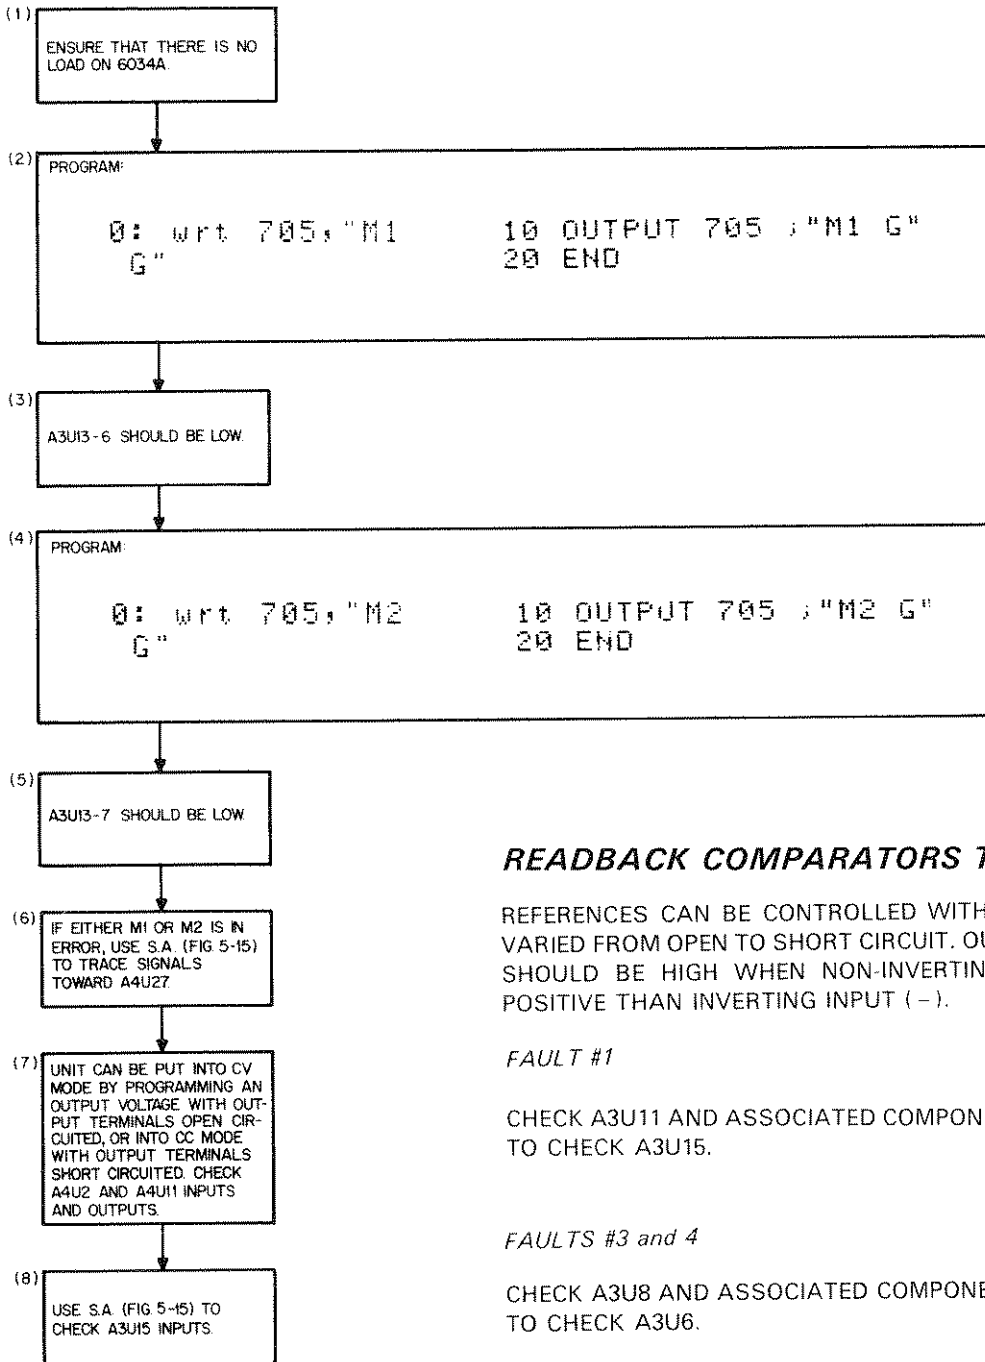 (1)
ENSURE THAT THERE IS NO
LOAD ON 6034A.
(2)
PROGRAM:
0: wrt 705,"M1
G"
10 OUTPUT 705 ;"M1 G"
20 END
(3)
A3U13-6 SHOULD BE LOW.
(4)
PROGRAM:
0: wrt 705,"M2
G"
10 OUTPUT 705 ;"M2 G"
20 END
(5)
A3U13-7 SHOULD BE LOW.
(6)
IF EITHER M1 OR M2 IS IN
ERROR, USE S.A. (FIG. 5-15)
TO TRACE SIGNALS
TOWARD A4U27.
(7)
UNIT CAN BE PUT INTO CV
MODE BY PROGRAMMING AN
OUTPUT VOLTAGE WITH OUT-
PUT TERMINALS OPEN CIR-
CUITED, OR INTO CC MODE
WITH OUTPUT TERMINALS
SHORT CIRCUITED. CHECK
A4U2 AND A4U11 INPUTS
AND OUTPUTS.
(8)
USE S.A. (FIG. 5-15) TO
CHECK A3U15 INPUTS.
READBACK COMPARATORS
REFERENCES CAN BE CONTROLLED WITH
VARIED FROM OPEN TO SHORT CIRCUIT.
SHOULD BE HIGH WHEN
POSITIVE THAN INVERTING INPUT (-).
FAULT #1
CHECK A3U11 AND ASSOCIATED
TO CHECK A3U15.
FAULTS #3 and 4
CHECK A3U8 AND ASSOCIATED
TO CHECK A3U6.